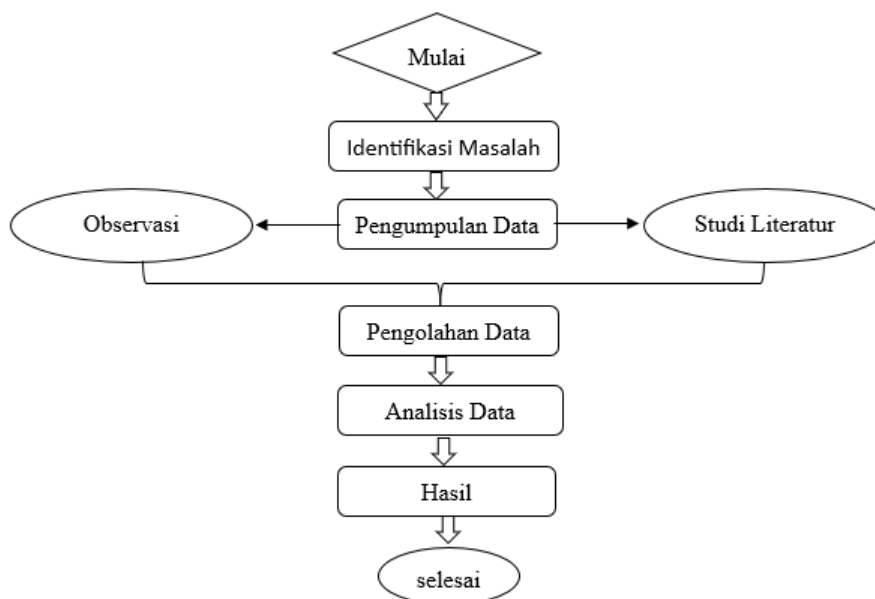 Mulai
Identifikasi Masalah
Observasi
Pengumpulan Data
Studi Literatur
Pengolahan Data
Analisis Data
Hasil
selesai